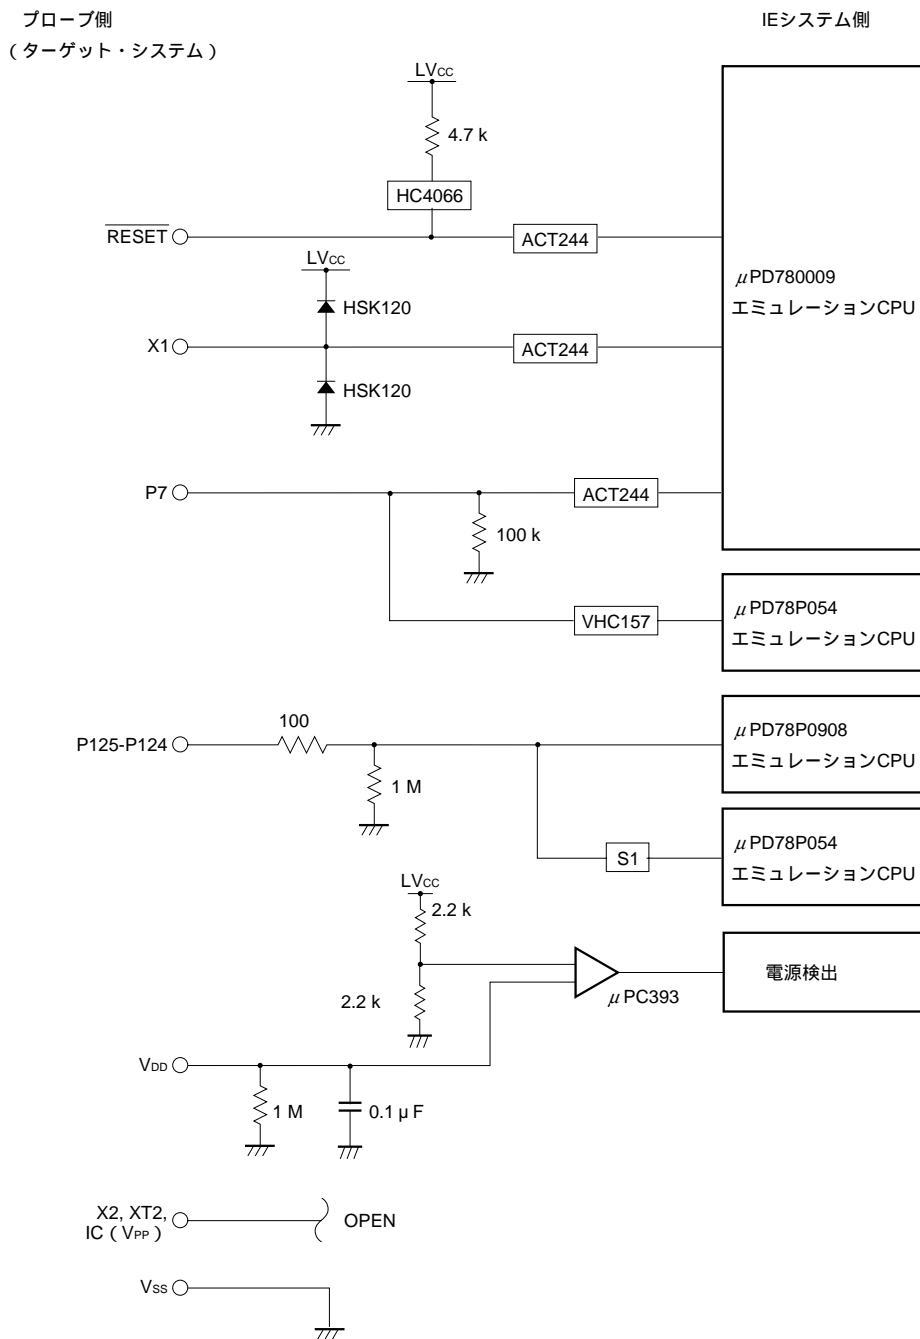 プローブ側
(ターゲット・システム)
IEシステム側
LVCC
4.7 k
HC4066
RESET
ACT244
μPD780009
エミュレーションCPU
LVCC
HSK120
X1
ACT244
HSK120
P7
ACT244
100 k
VHC157
μPD78P054
エミュレーションCPU
P125-P124
100
1 M
μPD78P0908
エミュレーションCPU
S1
μPD78P054
エミュレーションCPU
LVCC
2.2 k
2.2 k
μPC393
電源検出
VDD
1 M
0.1 μF
X2, XT2,
IC(VPP)
OPEN
VSS